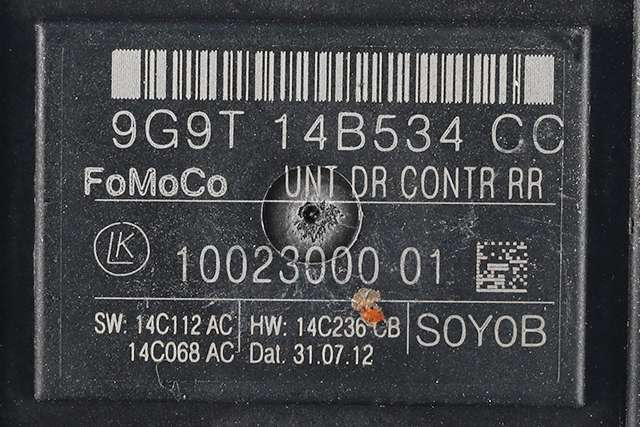 9G9T 14B534 CC
FoMoCo UNT DR CONTR RR
LK 10023000 01
SW: 14C112 AC HW: 14C236 CB SOYOB
14C068 AC Dat. 31.07.12